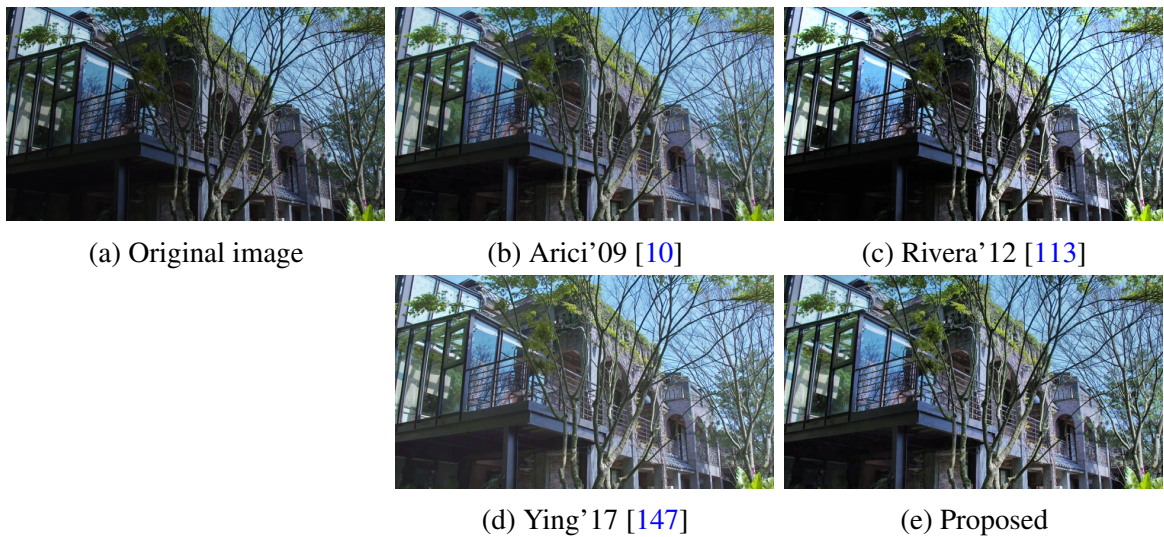 (a) Original image
(b) Arici’09 [10]
(c) Rivera’12 [113]
(d) Ying’17 [147]
(e) Proposed